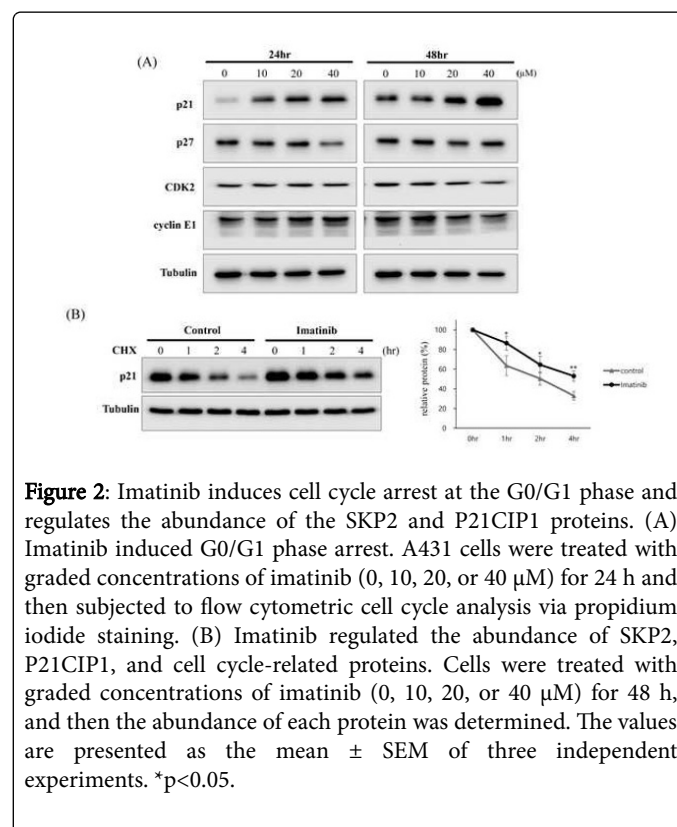 24hr 48hr
(A)
0 10 20 40 0 10 20 40 (μM)
p21
p27
CDK2
cyclin E1
Tubulin
(B)
Control Imatinib
CHX 0 1 2 4 0 1 2 4 (hr)
p21
Tubulin
relative protein (%)
100
80
60
40
20
0
* * **
0hr 1hr 2hr 4hr
control
Imatinib
Figure 2: Imatinib induces cell cycle arrest at the G0/G1 phase and
regulates the abundance of the SKP2 and P21CIP1 proteins. (A)
Imatinib induced G0/G1 phase arrest. A431 cells were treated with
graded concentrations of imatinib (0, 10, 20, or 40 μM) for 24 h and
then subjected to flow cytometric cell cycle analysis via propidium
iodide staining. (B) Imatinib regulated the abundance of SKP2,
P21CIP1, and cell cycle-related proteins. Cells were treated with
graded concentrations of imatinib (0, 10, 20, or 40 μM) for 48 h,
and then the abundance of each protein was determined. The values
are presented as the mean ± SEM of three independent
experiments. *p<0.05.